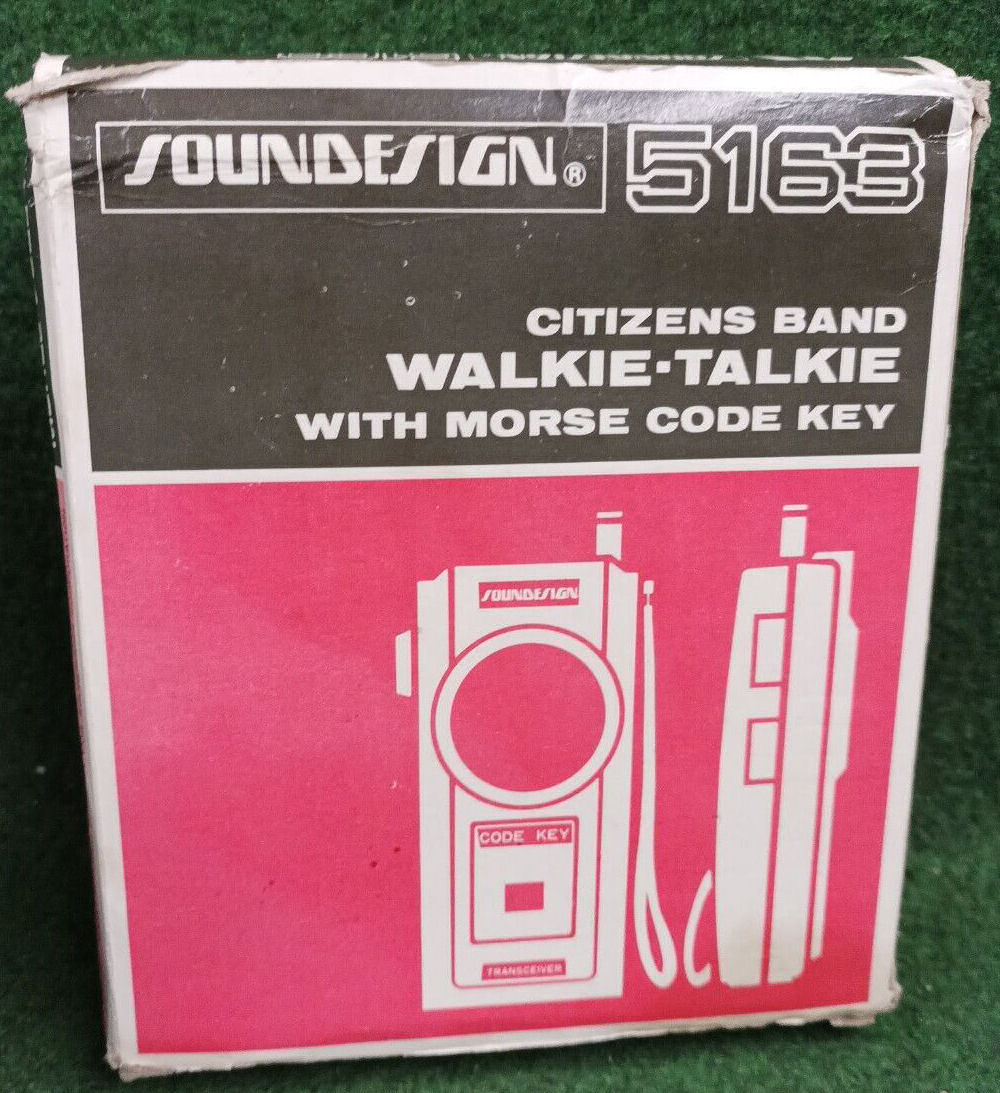 SOUNDESIGN® 5163
CITIZENS BAND
WALKIE-TALKIE
WITH MORSE CODE KEY
SOUNDESIGN
CODE KEY
TRANSCEIVER